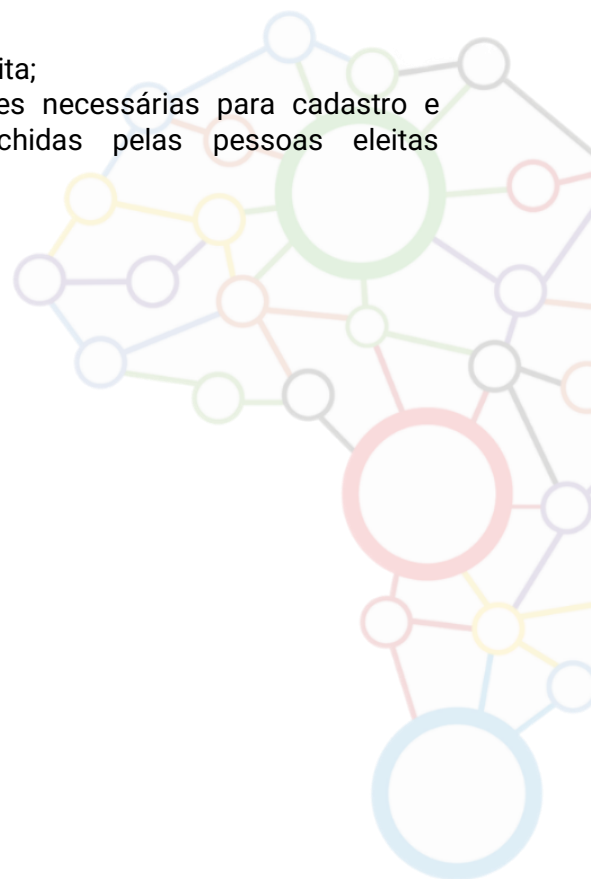 ita;
es necessárias para cadastro e
chidas pelas pessoas eleitas